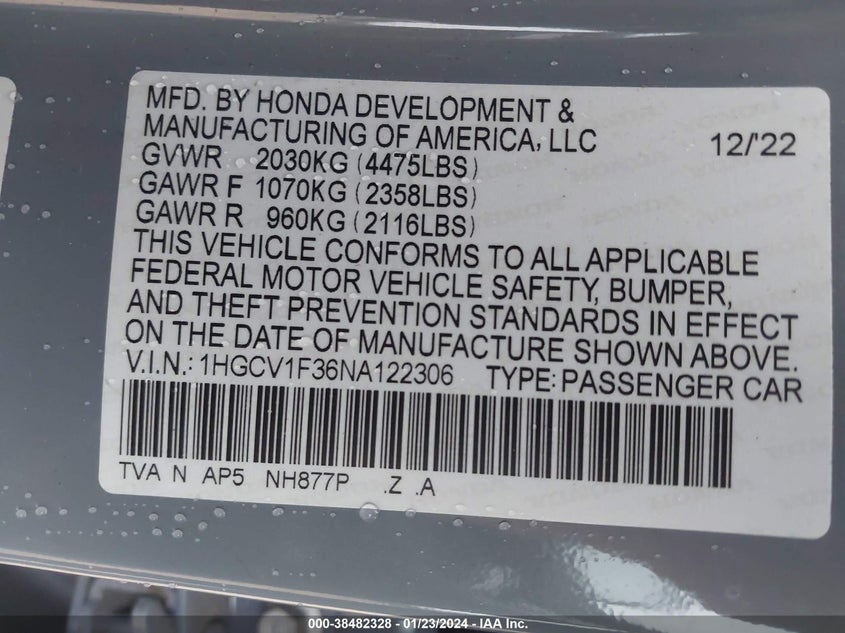 MFD. BY HONDA DEVELOPMENT &
MANUFACTURING OF AMERICA, LLC 12/'22
GVWR 2030KG (4475LBS)
GAWR F 1070KG (2358LBS)
GAWR R 960KG (2116LBS)
THIS VEHICLE CONFORMS TO ALL APPLICABLE
FEDERAL MOTOR VEHICLE SAFETY, BUMPER,
AND THEFT PREVENTION STANDARDS IN EFFECT
ON THE DATE OF MANUFACTURE SHOWN ABOVE.
V.I.N.: 1HGCV1F36NA122306 TYPE: PASSENGER CAR
TVA N AP5 NH877P .Z .A
000-38482328 - 01/23/2024 - IAA Inc.